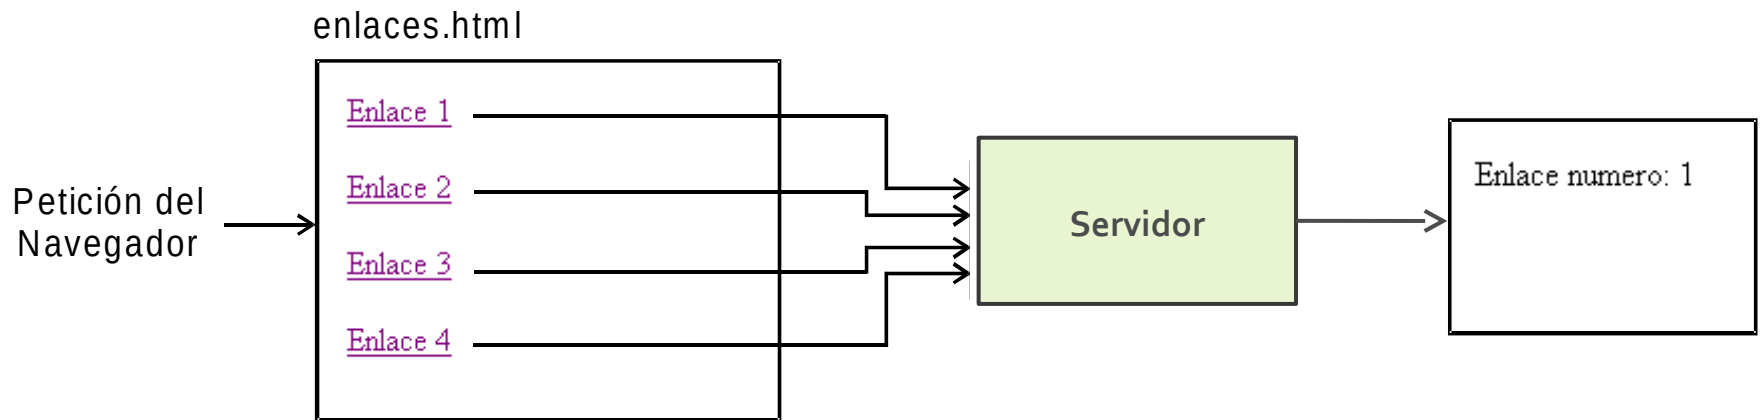 enlaces.html
Enlace 1
Enlace 2
Enlace 3
Enlace 4
Petición del
Navegador
Servidor
Enlace numero: 1